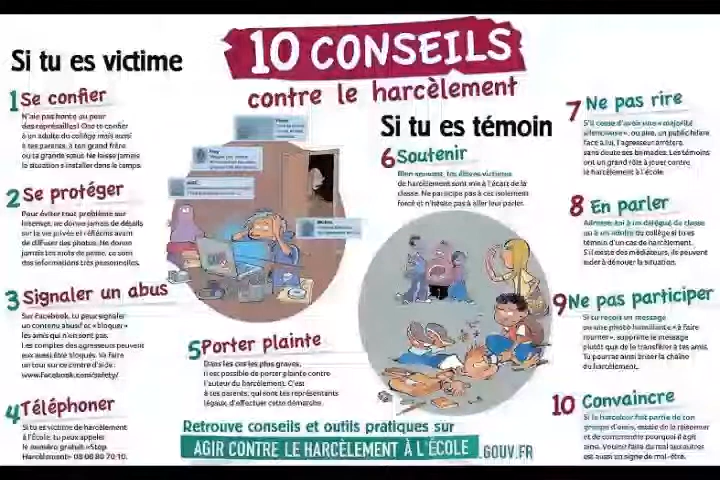 10 CONSEILS
contre le harcèlement
Si tu es victime
1 Se confier
N'aie pas honte ou peur
des représailles! Ose te confier
à un adulte du collège mais aussi
à tes parents, à ton grand frère
ou ta grande sœur. Ne laisse jamais
la situation s'installer dans le temps.
2 Se protéger
Pour éviter tout problème sur
Internet, ne donne jamais de détails
sur ta vie privée et réfléchis avant
de diffuser des photos. Ne donne
jamais tes mots de passe, ce sont
des informations très personnelles.
3 Signaler un abus
Sur Facebook, tu peux signaler
un contenu abusif ou « bloquer »
les amis qui n'en sont pas.
Les comptes des agresseurs peuvent
eux aussi être bloqués. Va faire
un tour sur ce centre d'aide :
www.facebook.com/safety/
4 Téléphoner
Si tu es victime de harcèlement
à l'École, tu peux appeler
le numéro gratuit «Stop
Harcèlement» 08 08 80 70 10.
5 Porter plainte
Dans les cas les plus graves,
il est possible de porter plainte contre
l'auteur du harcèlement. C'est
à tes parents, qui sont tes représentants
légaux, d'effectuer cette démarche.
Si tu es témoin
6 Soutenir
Bien souvent, les élèves victimes
de harcèlement sont mis à l'écart de la
classe. Ne participe pas à cet isolement
forcé et n'hésite pas à aller leur parler.
7 Ne pas rire
S'il cesse d'avoir une « majorité
silencieuse », ou pire, un public hilare
face à lui, l'agresseur arrêtera
sans doute ses brimades. Les témoins
ont un grand rôle à jouer contre
le harcèlement à l'école.
8 En parler
Adresse-toi à un délégué de classe
ou à un adulte du collège si tu es
témoin d'un cas de harcèlement.
S'il existe des médiateurs, ils peuvent
aider à dénouer la situation.
9 Ne pas participer
Si tu reçois un message
ou une photo humiliante « à faire
tourner », supprime le message
plutôt que de le transférer à tes amis.
Tu pourras ainsi briser la chaîne
du harcèlement.
10 Convaincre
Si le harceleur fait partie de ton
groupe d'amis, essaie de le raisonner
et de comprendre pourquoi il agit
ainsi. Vouloir faire du mal aux autres
est aussi un signe de mal-être.
Retrouve conseils et outils pratiques sur
AGIR CONTRE LE HARCÈLEMENT À L'ÉCOLE .GOUV.FR